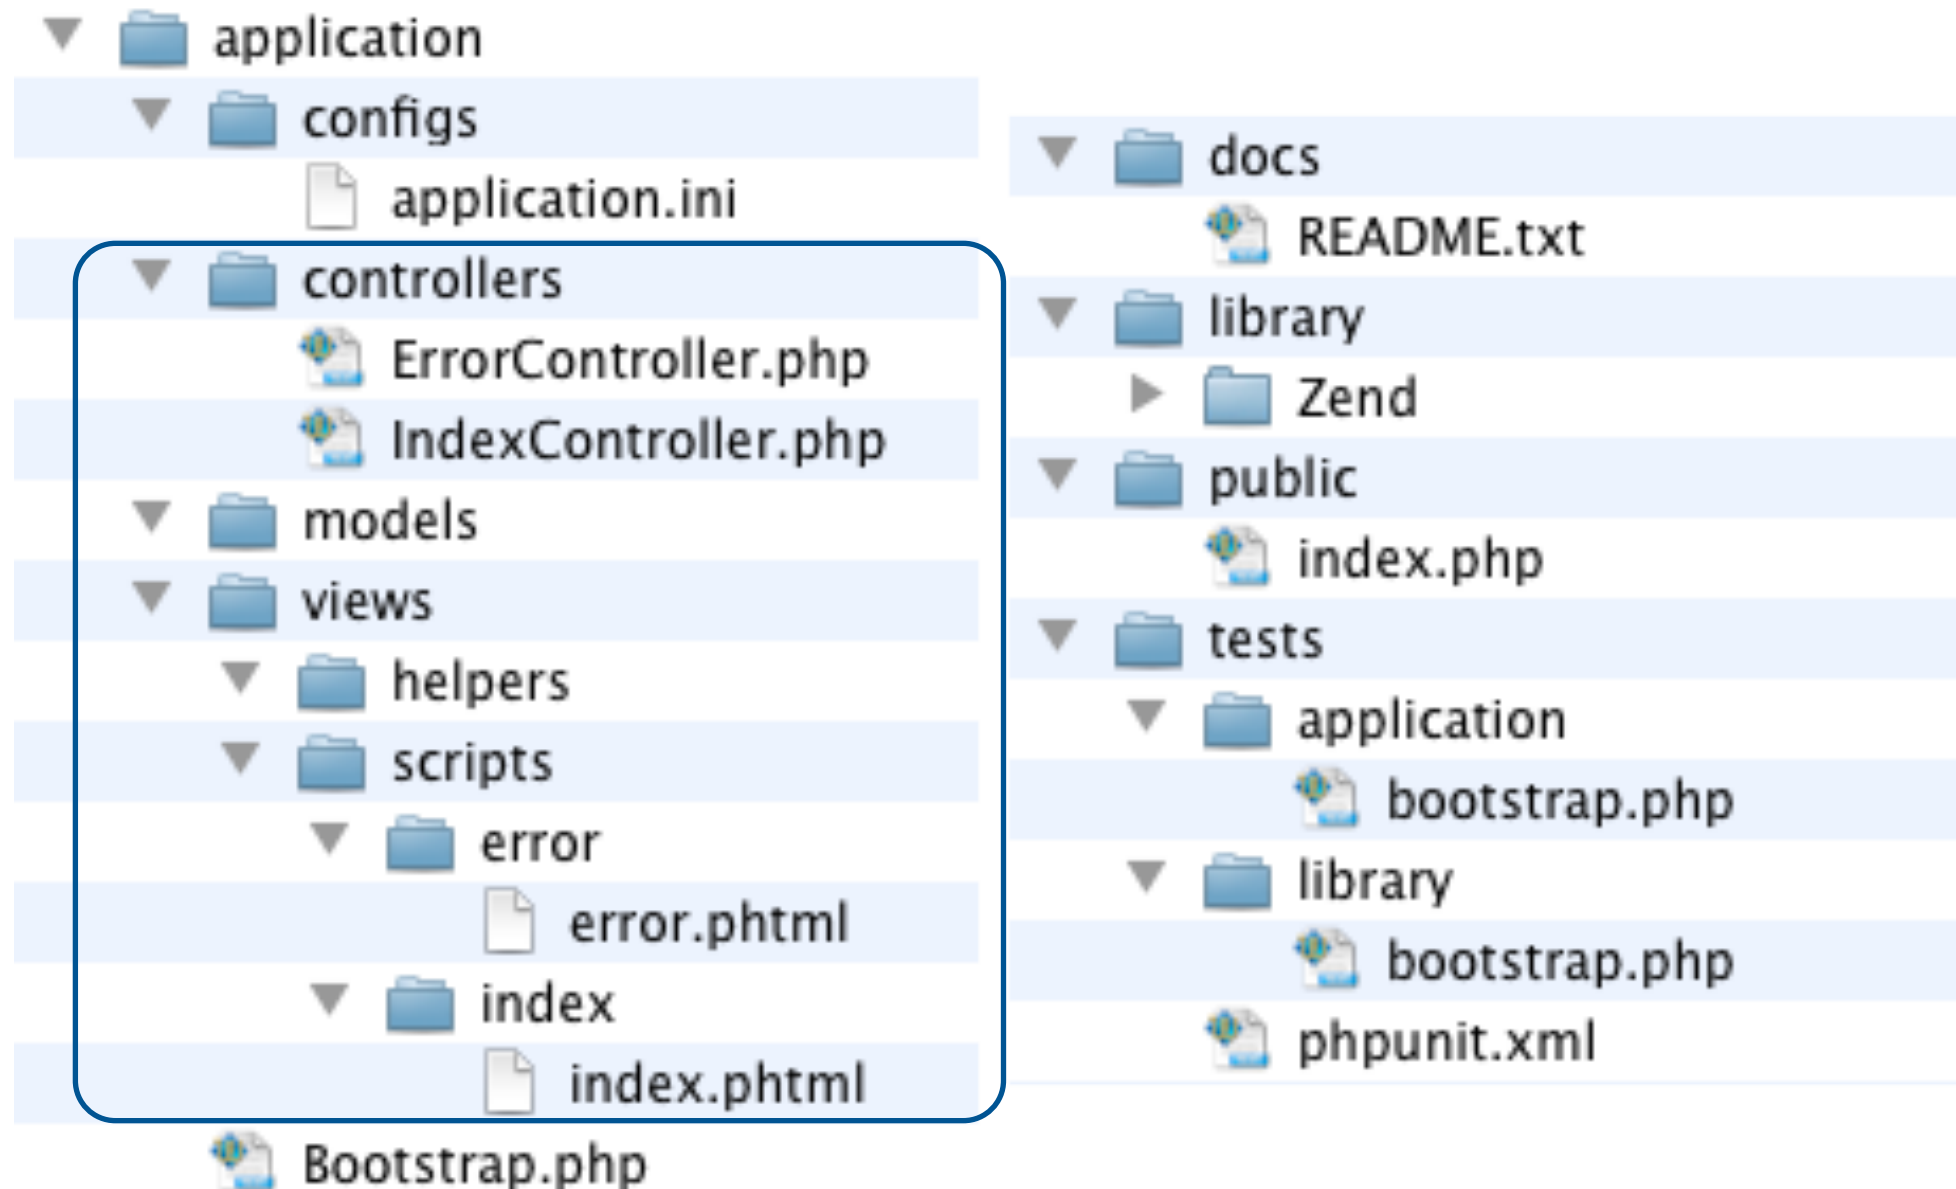 application
configs
application.ini
controllers
ErrorController.php
IndexController.php
models
views
helpers
scripts
error
error.phtml
index
index.phtml
Bootstrap.php
docs
README.txt
library
Zend
public
index.php
tests
application
bootstrap.php
library
bootstrap.php
phpunit.xml